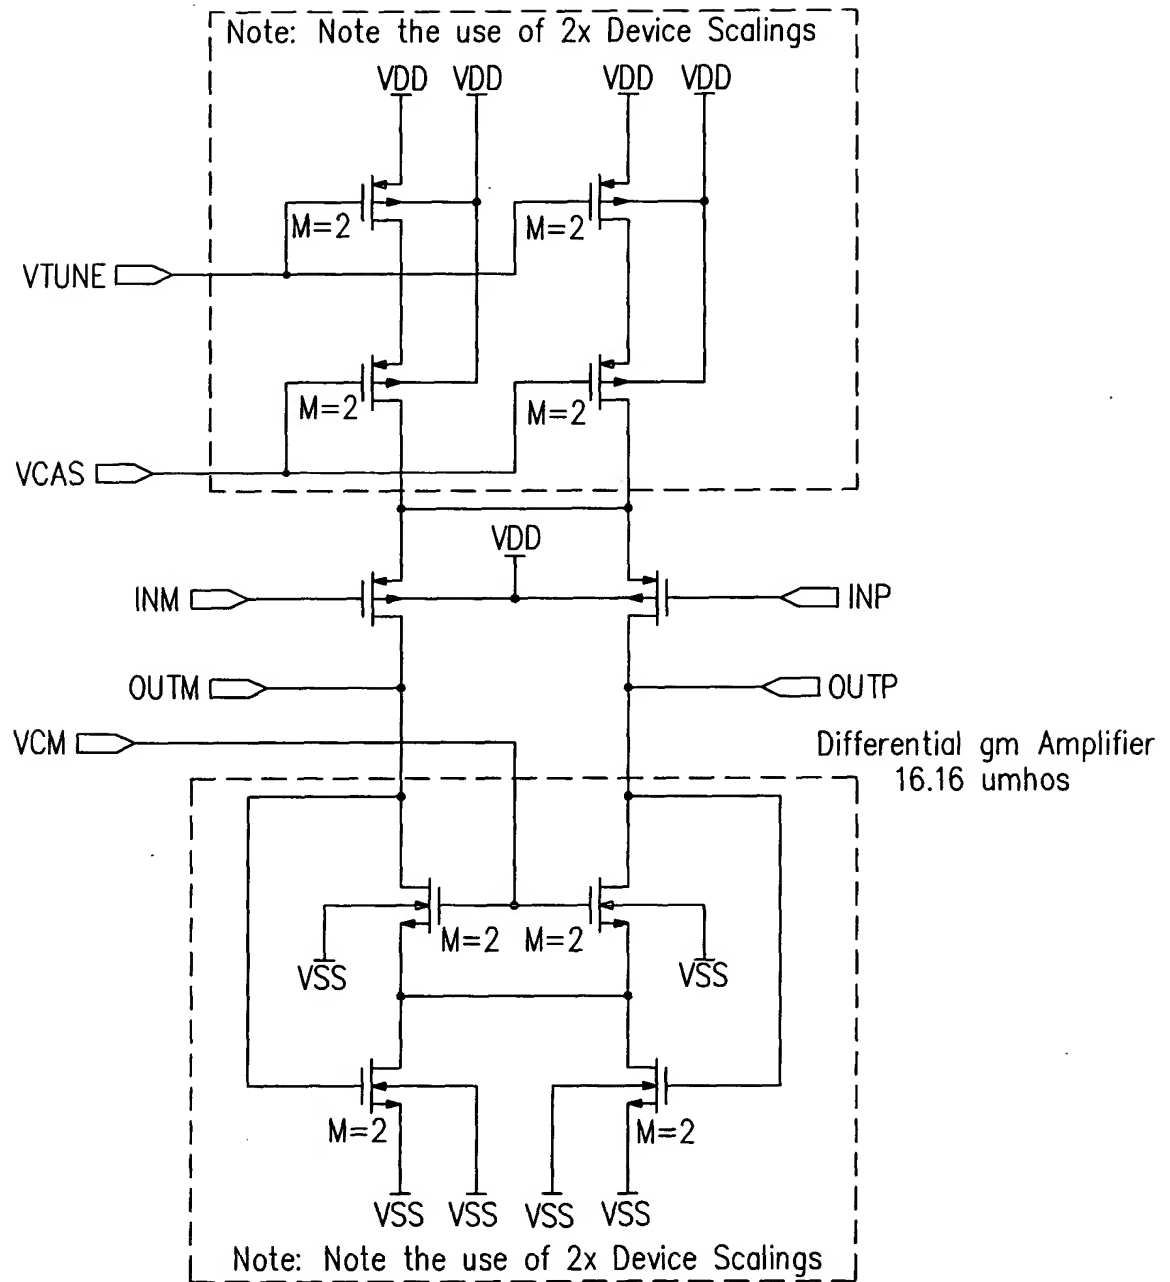 Note: Note the use of 2x Device Scalings
VDD VDD VDD VDD
M=2 M=2
VTUNE
M=2 M=2
VCAS
VDD
INM INP
OUTM OUTP
VCM
Differential gm Amplifier
16.16 umhos
M=2 M=2
VSS VSS
M=2 M=2
VSS VSS VSS VSS
Note: Note the use of 2x Device Scalings